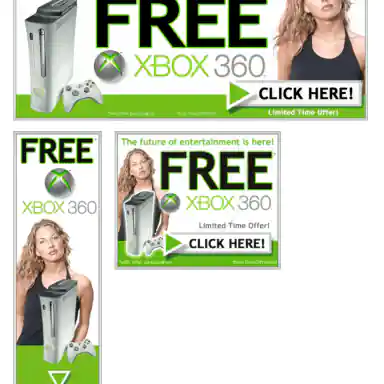 FREE
XBOX 360
CLICK HERE!
Limited Time Offer!
FREE
XBOX 360
The future of entertainment is here!
FREE
XBOX 360
Limited Time Offer!
CLICK HERE!